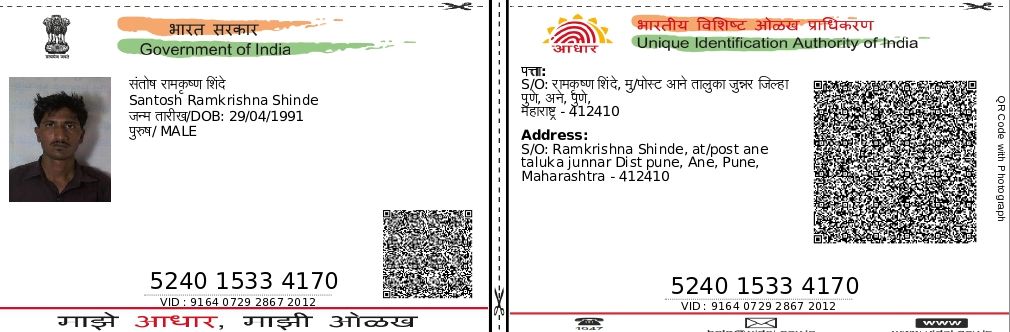 भारत सरकार
Government of India
संतोष रामकृष्ण शिंदे
Santosh Ramkrishna Shinde
जन्म तारीख/DOB: 29/04/1991
पुरुष/ MALE
5240 1533 4170
VID : 9164 0729 2867 2012
माझे आधार, माझी ओळख
भारतीय विशिष्ट ओळख प्राधिकरण
Unique Identification Authority of India
आधार
पत्ता:
S/O: रामकृष्ण शिंदे, मु/पोस्ट आने तालुका जुन्नर जिल्हा
पुणे, अने, पुणे,
महाराष्ट्र - 412410
Address:
S/O: Ramkrishna Shinde, at/post ane
taluka junnar Dist pune, Ane, Pune,
Maharashtra - 412410
QR Code with Photograph
5240 1533 4170
VID : 9164 0729 2867 2012
1947
www